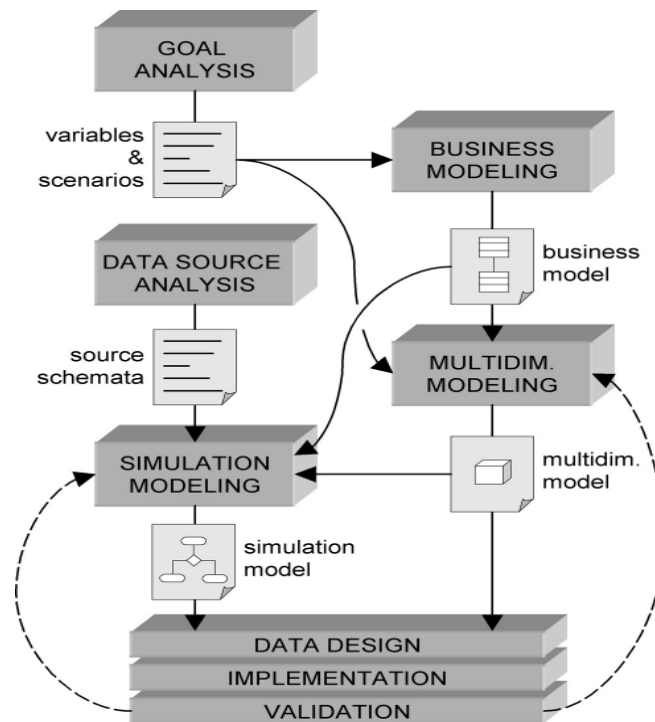 GOAL
ANALYSIS
variables
&
scenarios
BUSINESS
MODELING
business
model
DATA SOURCE
ANALYSIS
source
schemata
MULTIDIM.
MODELING
SIMULATION
MODELING
multidim.
model
simulation
model
DATA DESIGN
IMPLEMENTATION
VALIDATION